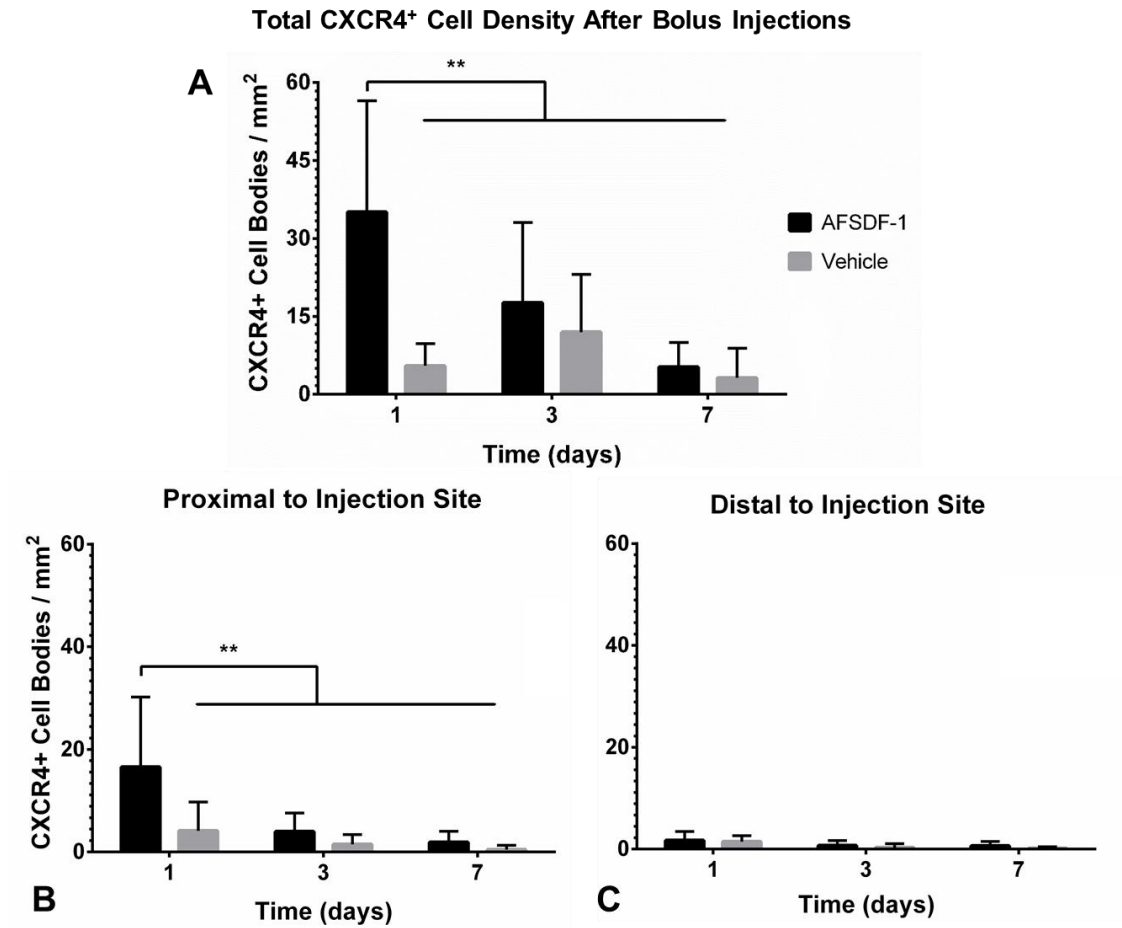 Total CXCR4⁺ Cell Density After Bolus Injections
A
CXCR4+ Cell Bodies / mm²
60
45
30
15
0
**
1
3
7
Time (days)
AFSDF-1
Vehicle
Proximal to Injection Site
CXCR4+ Cell Bodies / mm²
60
40
20
0
**
1
3
7
Time (days)
B
Distal to Injection Site
60
40
20
0
1
3
7
Time (days)
C